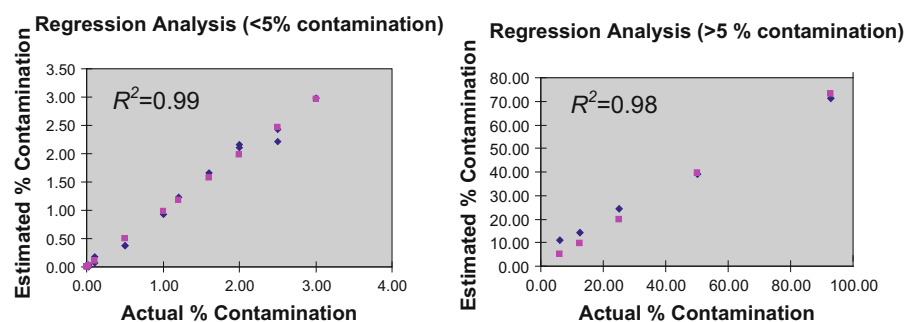 Regression Analysis (<5% contamination)
Estimated % Contamination
3.50
3.00
2.50
2.00
1.50
1.00
0.50
0.00
R²=0.99
0.00 1.00 2.00 3.00 4.00
Actual % Contamination
Regression Analysis (>5 % contamination)
Estimated % Contamination
80.00
70.00
60.00
50.00
40.00
30.00
20.00
10.00
0.00
R²=0.98
0.00 20.00 40.00 60.00 80.00 100.00
Actual % Contamination